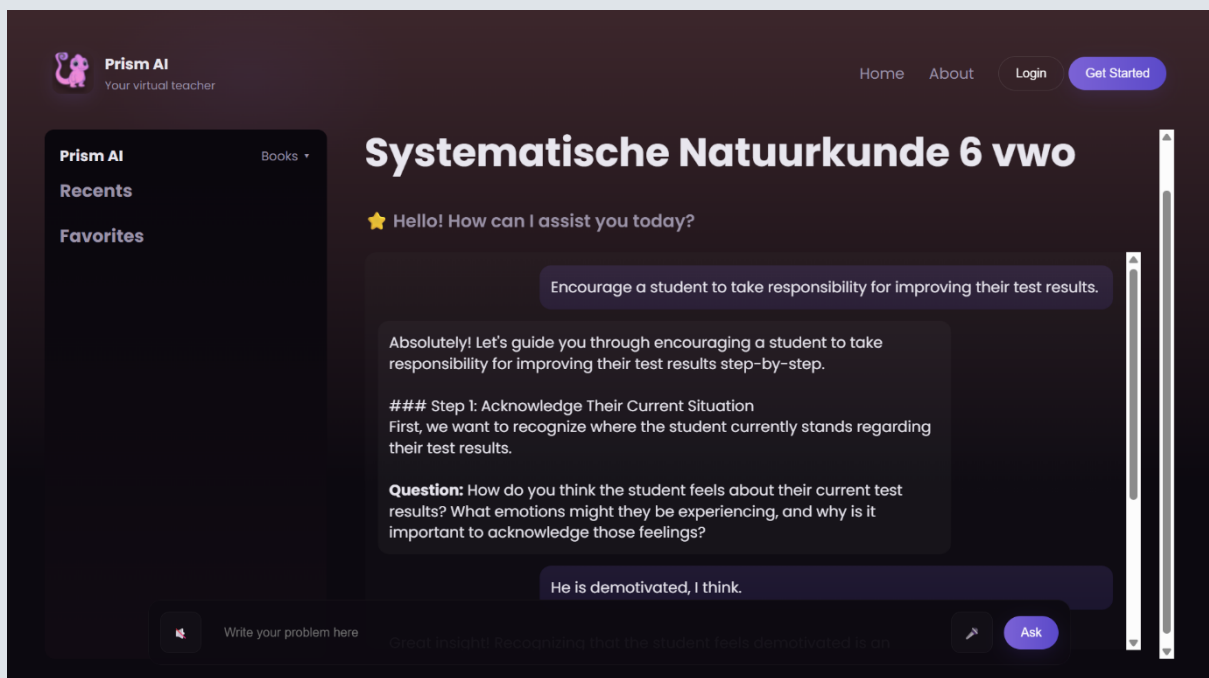 Prism AI
Your virtual teacher
Home
About
Login
Get Started
Prism AI
Books
Recents
Favorites
Systematische Natuurkunde 6 vwo
Hello! How can I assist you today?
Encourage a student to take responsibility for improving their test results.
Absolutely! Let's guide you through encouraging a student to take
responsibility for improving their test results step-by-step.
### Step 1: Acknowledge Their Current Situation
First, we want to recognize where the student currently stands regarding
their test results.
Question: How do you think the student feels about their current test
results? What emotions might they be experiencing, and why is it
important to acknowledge those feelings?
He is demotivated, I think.
Great insight! Recognizing that the student feels demotivated is an
Write your problem here
Ask